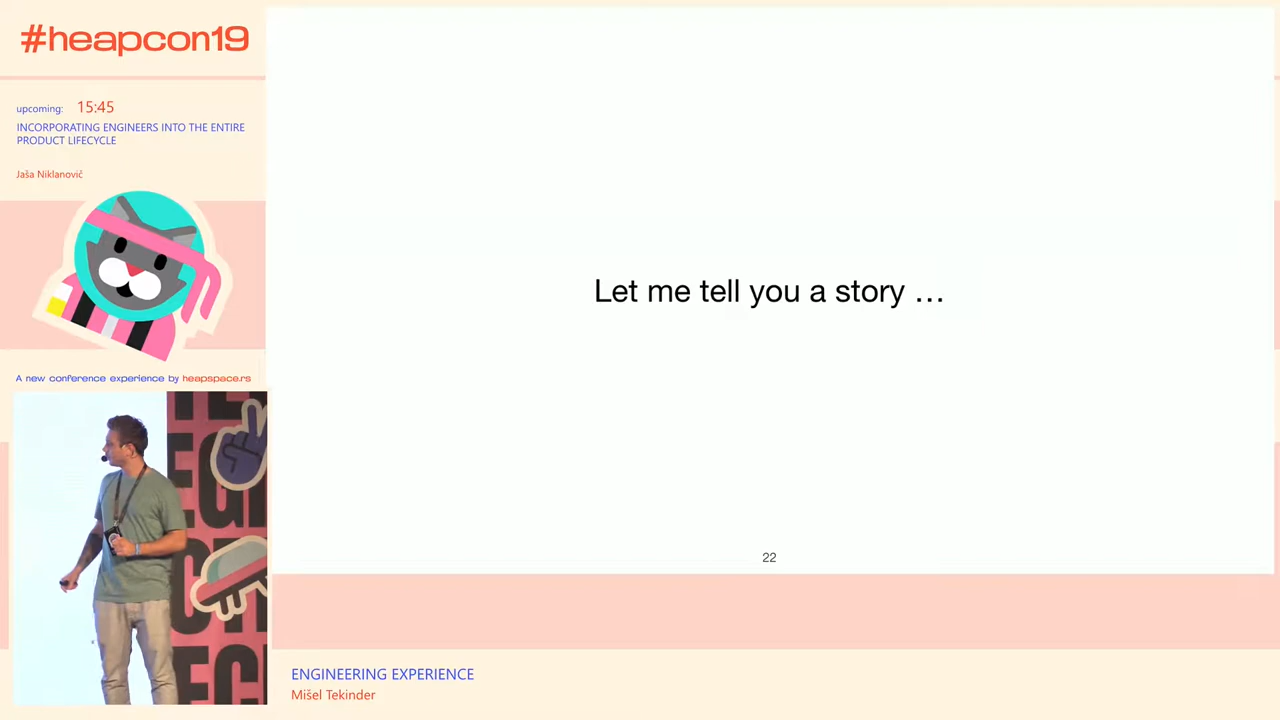 #heapcon19
upcoming: 15:45
INCORPORATING ENGINEERS INTO THE ENTIRE
PRODUCT LIFECYCLE
Jaša Niklanovič
A new conference experience by heapspace.rs
Let me tell you a story …
22
ENGINEERING EXPERIENCE
Mišel Tekinder